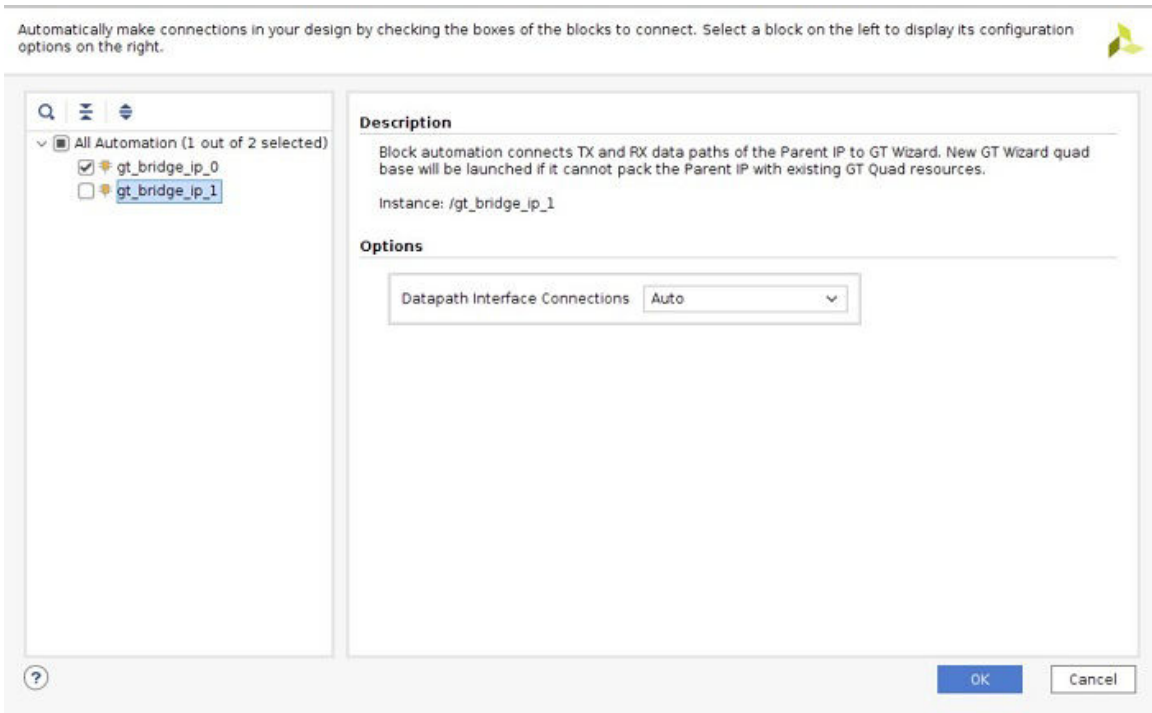 Automatically make connections in your design by checking the boxes of the blocks to connect. Select a block on the left to display its configuration
options on the right.
All Automation (1 out of 2 selected)
gt_bridge_ip_0
gt_bridge_ip_1
Description
Block automation connects TX and RX data paths of the Parent IP to GT Wizard. New GT Wizard quad
base will be launched if it cannot pack the Parent IP with existing GT Quad resources.
Instance: /gt_bridge_ip_1
Options
Datapath Interface Connections Auto
?
OK Cancel